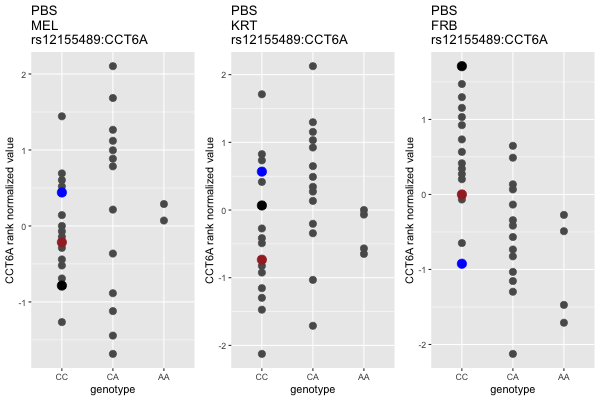 PBS
MEL
rs12155489:CCT6A
CCT6A rank normalized value
2
1
0
-1
CC
CA
AA
genotype
PBS
KRT
rs12155489:CCT6A
CCT6A rank normalized value
2
1
0
-1
-2
CC
CA
AA
genotype
PBS
FRB
rs12155489:CCT6A
CCT6A rank normalized value
1
0
-1
-2
CC
CA
AA
genotype